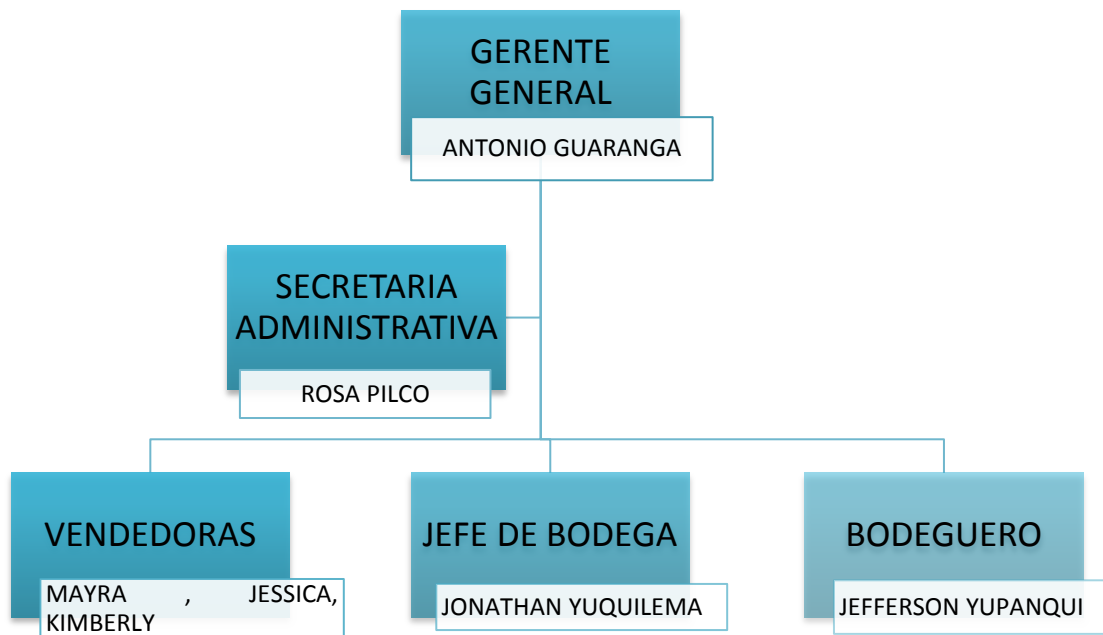 GERENTE
GENERAL
ANTONIO GUARANGA
SECRETARIA
ADMINISTRATIVA
ROSA PILCO
VENDEDORAS
MAYRA , JESSICA,
KIMBERLY
JEFE DE BODEGA
JONATHAN YUQUILEMA
BODEGUERO
JEFFERSON YUPANQUI